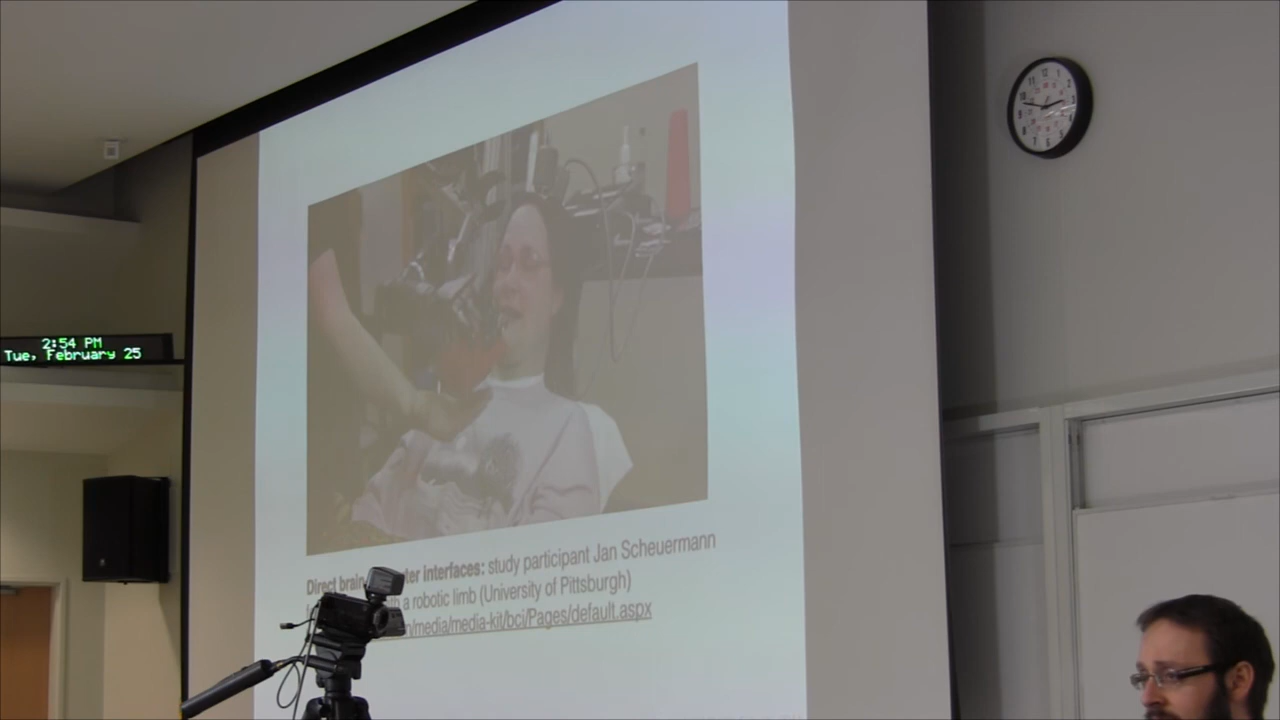 2:54 PM
Tue, February 25
Direct brain ter interfaces: study participant Jan Scheuermann
a robotic limb (University of Pittsburgh)
/media/media-kit/bci/Pages/default.aspx